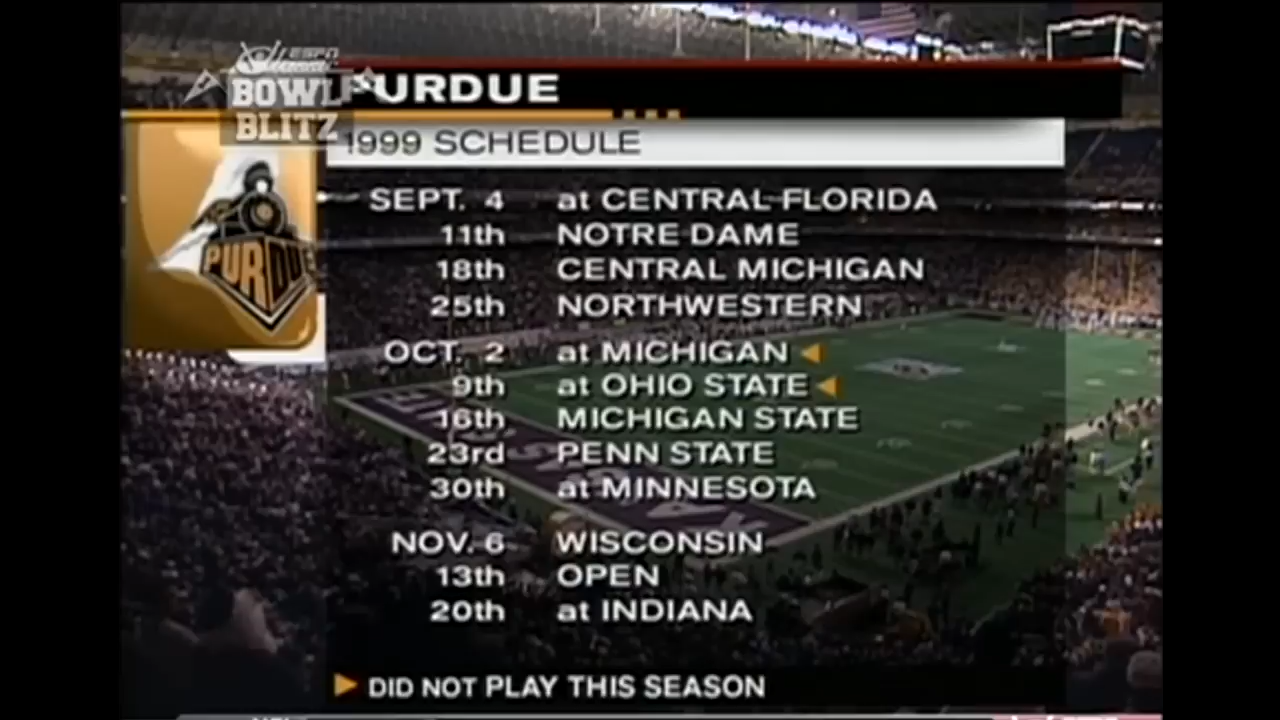 ESPN
CLASSIC
BOWL
BLITZ
PURDUE
1999 SCHEDULE
PURDUE
SEPT. 4 at CENTRAL FLORIDA
11th NOTRE DAME
18th CENTRAL MICHIGAN
25th NORTHWESTERN
OCT. 2 at MICHIGAN
9th at OHIO STATE
16th MICHIGAN STATE
23rd PENN STATE
30th at MINNESOTA
NOV. 6 WISCONSIN
13th OPEN
20th at INDIANA
DID NOT PLAY THIS SEASON